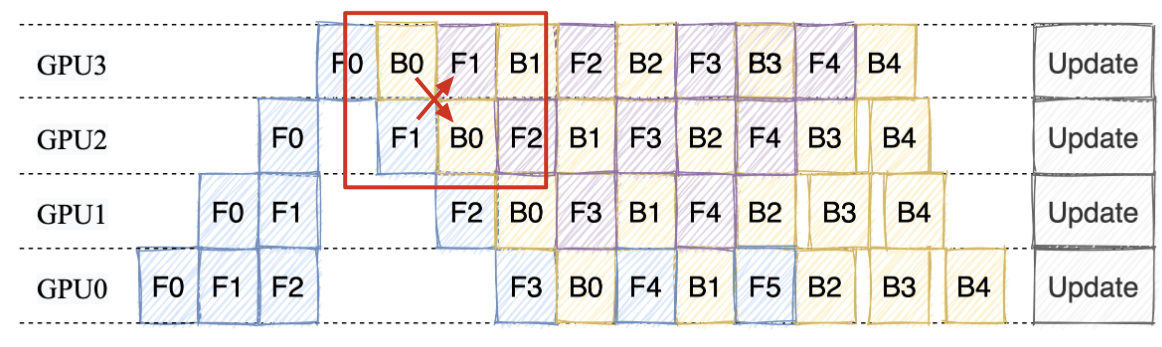 GPU3 F0 B0 F1 B1 F2 B2 F3 B3 F4 B4 Update
GPU2 F0 F1 B0 F2 B1 F3 B2 F4 B3 B4 Update
GPU1 F0 F1 F2 B0 F3 B1 F4 B2 B3 B4 Update
GPU0 F0 F1 F2 F3 B0 F4 B1 F5 B2 B3 B4 Update